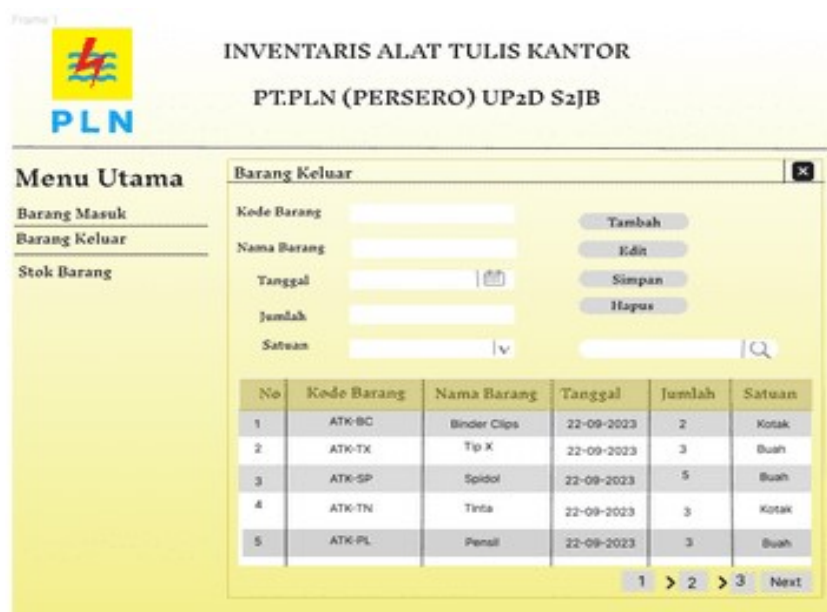 Frame 1
INVENTARIS ALAT TULIS KANTOR
PT.PLN (PERSERO) UP2D S2JB
PLN
Menu Utama
Barang Masuk
Barang Keluar
Stok Barang
Barang Keluar
Kode Barang
Nama Barang
Tanggal
Jumlah
Satuan
Tambah
Edit
Simpan
Hapus
No Kode Barang Nama Barang Tanggal Jumlah Satuan
1 ATK-BC Binder Clips 22-09-2023 2 Kotak
2 ATK-TX Tip X 22-09-2023 3 Buah
3 ATK-SP Spidol 22-09-2023 5 Buah
4 ATK-TN Tinta 22-09-2023 3 Kotak
5 ATK-PL Pensil 22-09-2023 3 Buah
1 > 2 > 3 Next